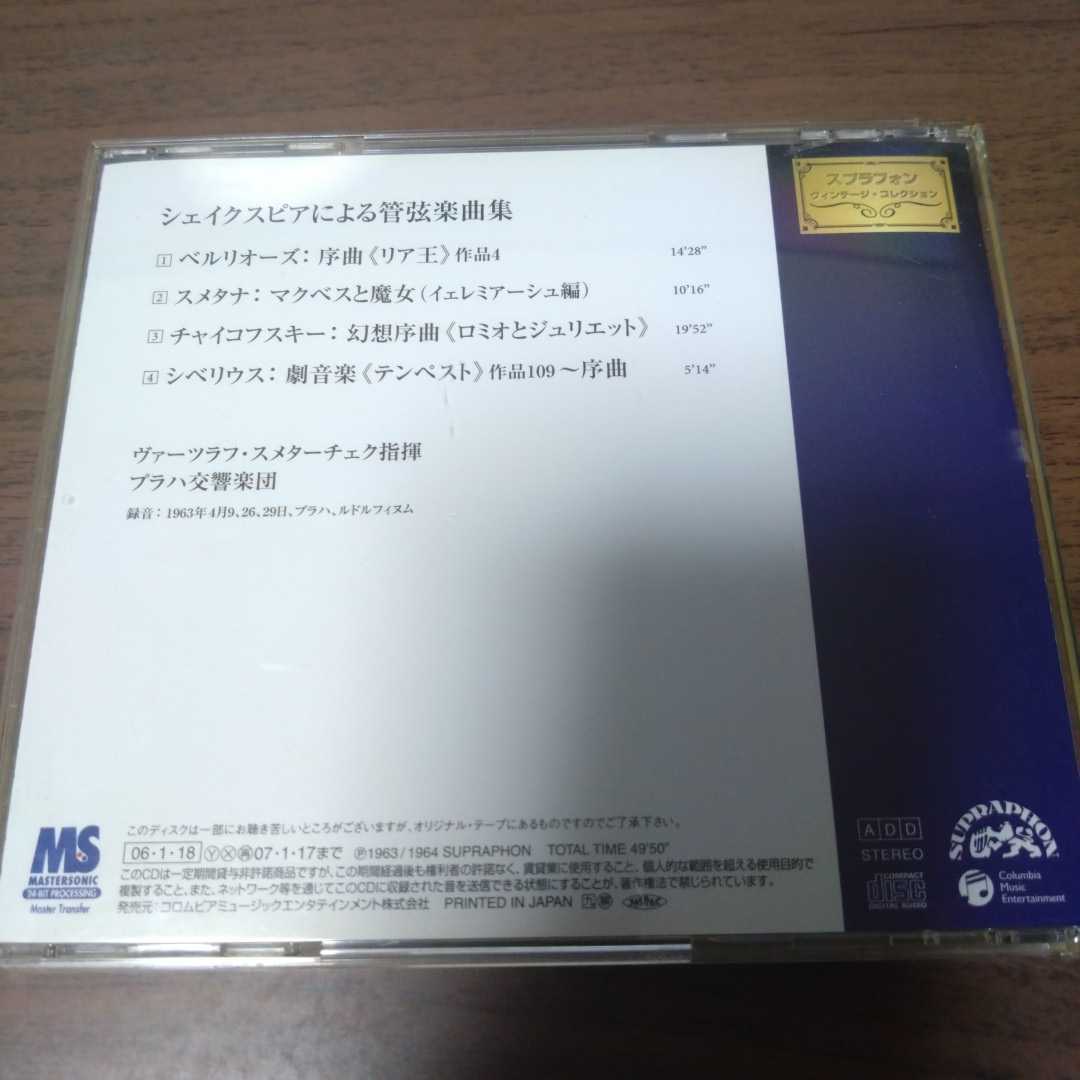 スプラフォン
ヴィンテージ・コレクション
シェイクスピアによる管弦楽曲集
1 ベルリオーズ: 序曲《リア王》作品4 14'28"
2 スメタナ: マクベスと魔女(イェレミアーシュ編) 10'16"
3 チャイコフスキー: 幻想序曲《ロミオとジュリエット》 19'52"
4 シベリウス: 劇音楽《テンペスト》作品109～序曲 5'14"
ヴァーツラフ・スメターチェク指揮
プラハ交響楽団
録音: 1963年4月9、26、29日、プラハ、ルドルフィヌム
MS
MASTERSONIC
24-BIT PROCESSING
Master Transfer
このディスクは一部にお聴き苦しいところがございますが、オリジナル・テープにあるものですのでご了承下さい。
06・1・18 Ⓨ Ⓧ 07・1・17まで Ⓟ1963/1964 SUPRAPHON TOTAL TIME 49'50"
このCDは一定期間貸与非許諾商品ですが、この期間経過後も権利者の許諾なく、賃貸業に使用すること、個人的な範囲を超える使用目的で
複製すること、また、ネットワーク等を通じてこのCDに収録された音を送信できる状態にすることが、著作権法で禁じられています。
発売元:コロムビアミュージックエンタテインメント株式会社 PRINTED IN JAPAN
ADD
STEREO
COMPACT
disc
DIGITAL AUDIO
SUPRAPHON
Columbia
Music
Entertainment